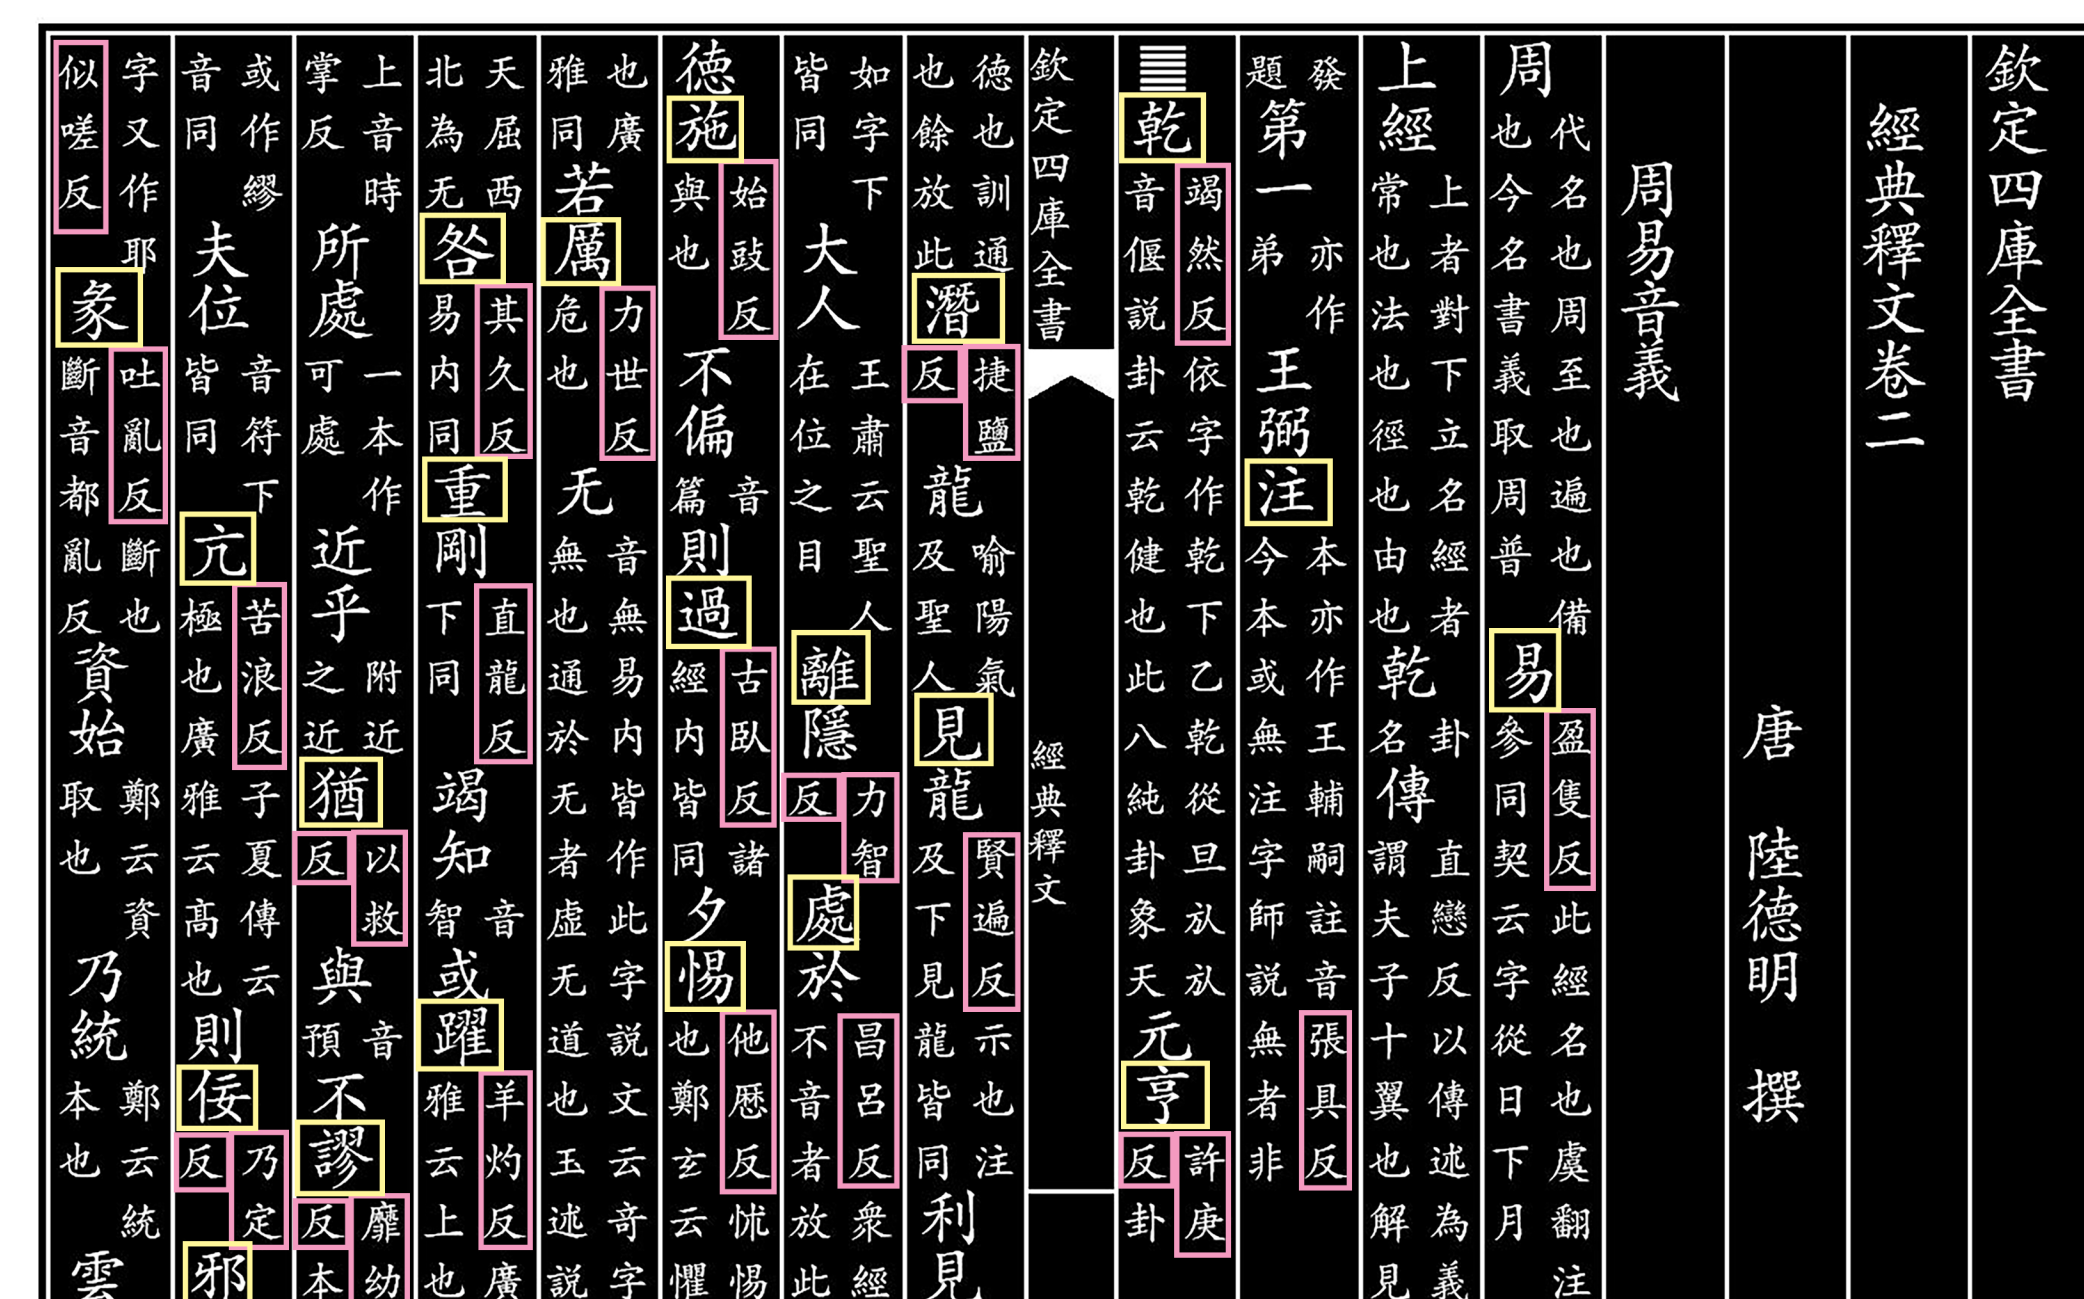 欽定四庫全書
經典釋文卷二
唐 陸德明 撰
周易音義
周代名也周至也遍也備也今名書義取周普易盈隻反此經名也虞翻注參同契云字從日下月
上經上者對下立名經者常也法也徑也由也乾卦名傳直戀反以傳述為義謂夫子十翼也解見
發題第一亦作弟王弼注本亦作王輔嗣註音張具反今本或無注字師說無者非
䷀乾竭然反依字作乾下乙乾從旦㫃㫃音偃說卦云乾健也此八純卦象天元亨許庚反卦
欽定四庫全書 經典釋文
德也訓通也餘放此潛捷鹽反龍喻陽氣及聖人見龍賢遍反示也注及下見龍皆同利見
如字下皆同大人王肅云聖人在位之目離隱力智反處於昌呂反衆經不音者放此
德施始豉反與也不偏音篇則過古臥反諸經内皆同夕惕他歴反怵惕也鄭玄云懼
也廣雅同若厲力世反危也无音無易内皆作此字說文云奇字無也通於无者虛无道也王述說
天屈西北為无咎其久反易内同重剛直龍反下同竭知音智或躍羊灼反廣雅云上也
上音時掌反所處一本作可處近乎附近之近猶以救反與音預不謬靡幼反本
或作繆音同夫位音符下皆同亢苦浪反子夏傳云極也廣雅云高也則佞乃定反邪
字又作耶似嗟反彖吐亂反斷也斷音都亂反資始鄭云資取也乃統鄭云統本也雲